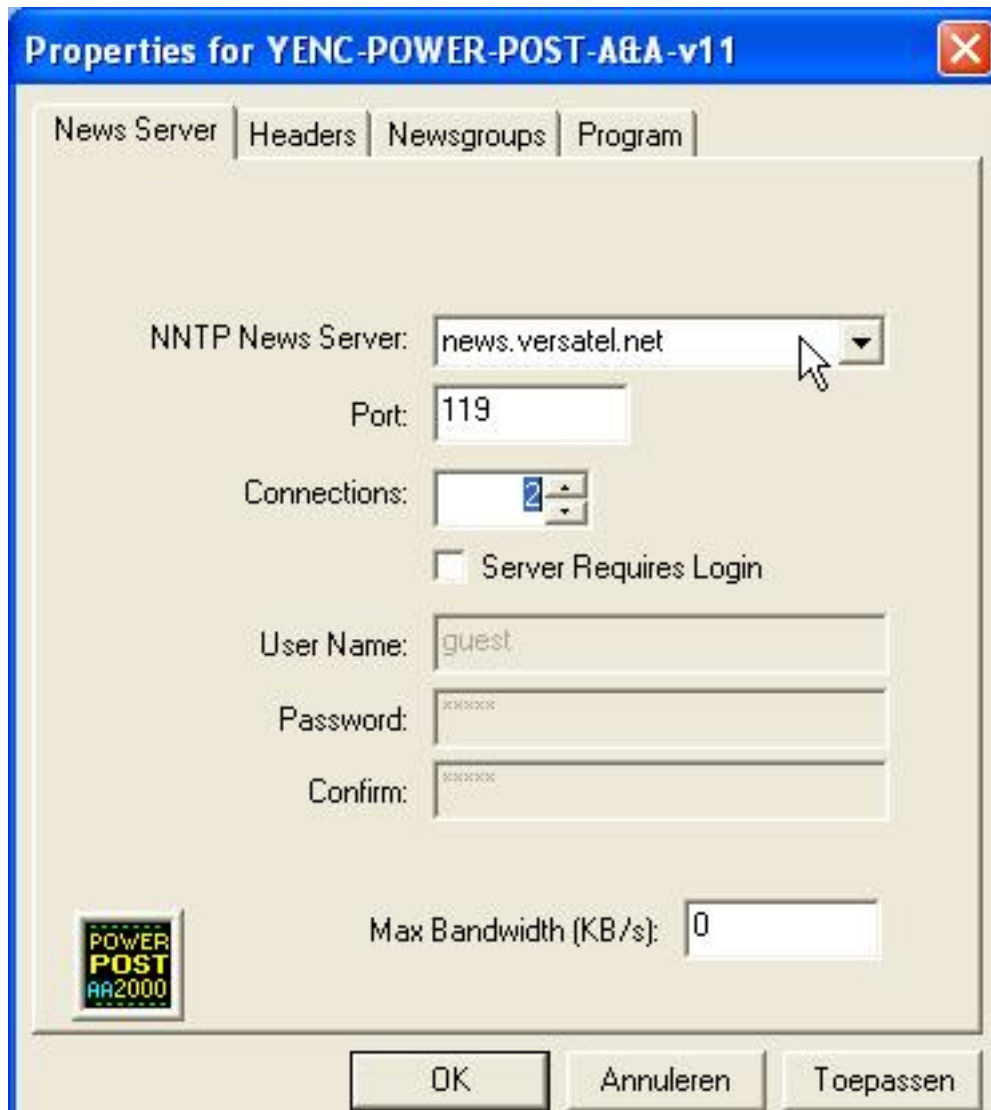 Properties for YENC-POWER-POST-A&A-v11
News Server Headers Newsgroups Program
NNTP News Server: news.versatel.net
Port: 119
Connections: 2
Server Requires Login
User Name: guest
Password: *****
Confirm: *****
Max Bandwidth (KB/s): 0
POWER
POST
AA2000
OK Annuleren Toepassen